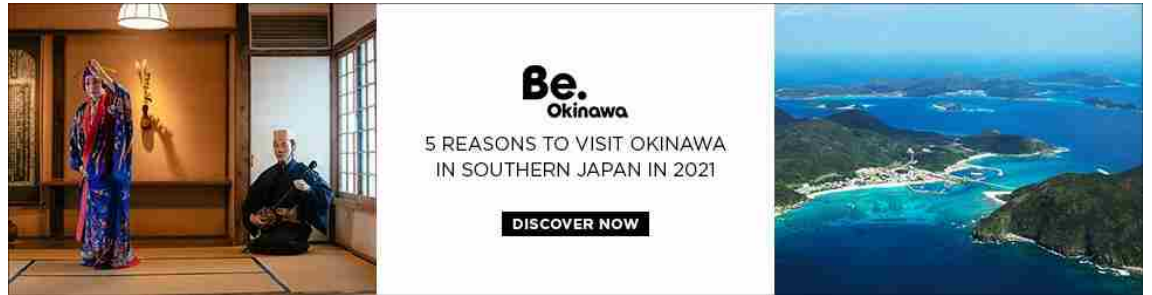 Be.
Okinawa
5 REASONS TO VISIT OKINAWA
IN SOUTHERN JAPAN IN 2021
DISCOVER NOW